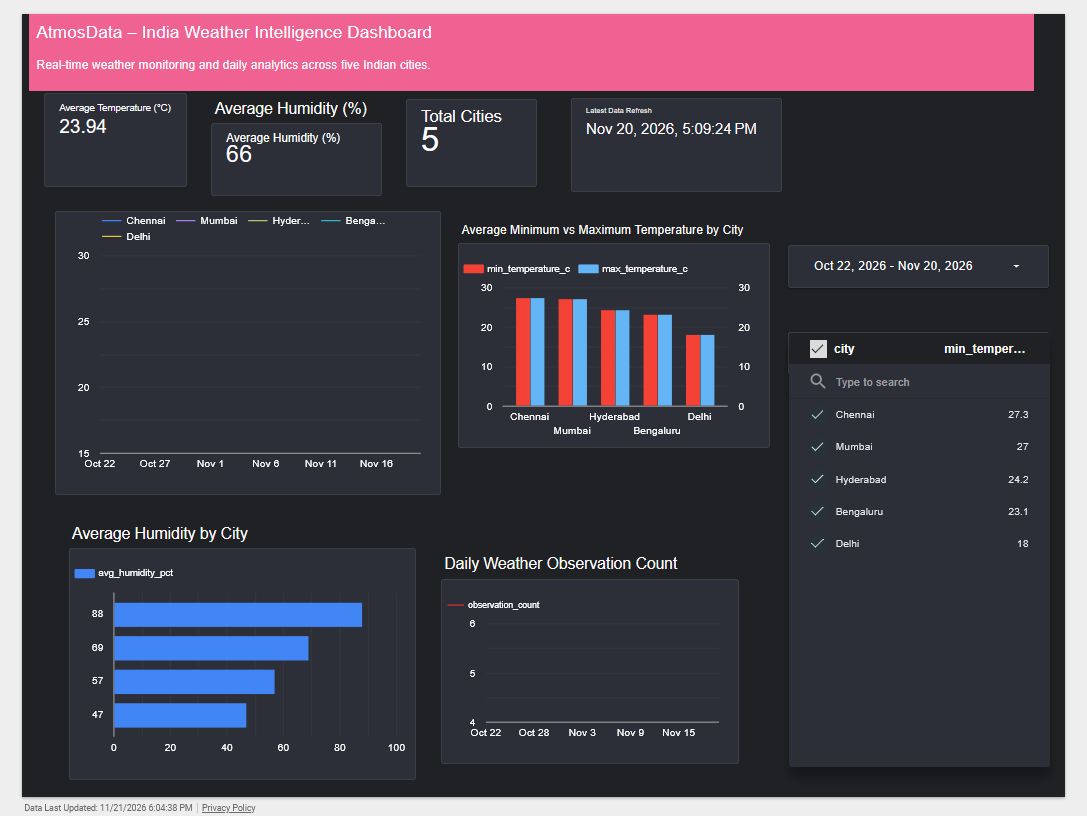 AtmosData – India Weather Intelligence Dashboard
Real-time weather monitoring and daily analytics across five Indian cities.
Average Temperature (°C)
23.94
Average Humidity (%)
Average Humidity (%)
66
Total Cities
5
Latest Data Refresh
Nov 20, 2026, 5:09:24 PM
Chennai Mumbai Hyder... Benga...
Delhi
30
25
20
15
Oct 22 Oct 27 Nov 1 Nov 6 Nov 11 Nov 16
Average Minimum vs Maximum Temperature by City
min_temperature_c max_temperature_c
30 30
20 20
10 10
0 0
Chennai Hyderabad Delhi
Mumbai Bengaluru
Oct 22, 2026 - Nov 20, 2026
city min_temper...
Type to search
Chennai 27.3
Mumbai 27
Hyderabad 24.2
Bengaluru 23.1
Delhi 18
Average Humidity by City
avg_humidity_pct
88
69
57
47
0 20 40 60 80 100
Daily Weather Observation Count
observation_count
6
5
4
Oct 22 Oct 28 Nov 3 Nov 9 Nov 15
Data Last Updated: 11/21/2026 6:04:38 PM | Privacy Policy